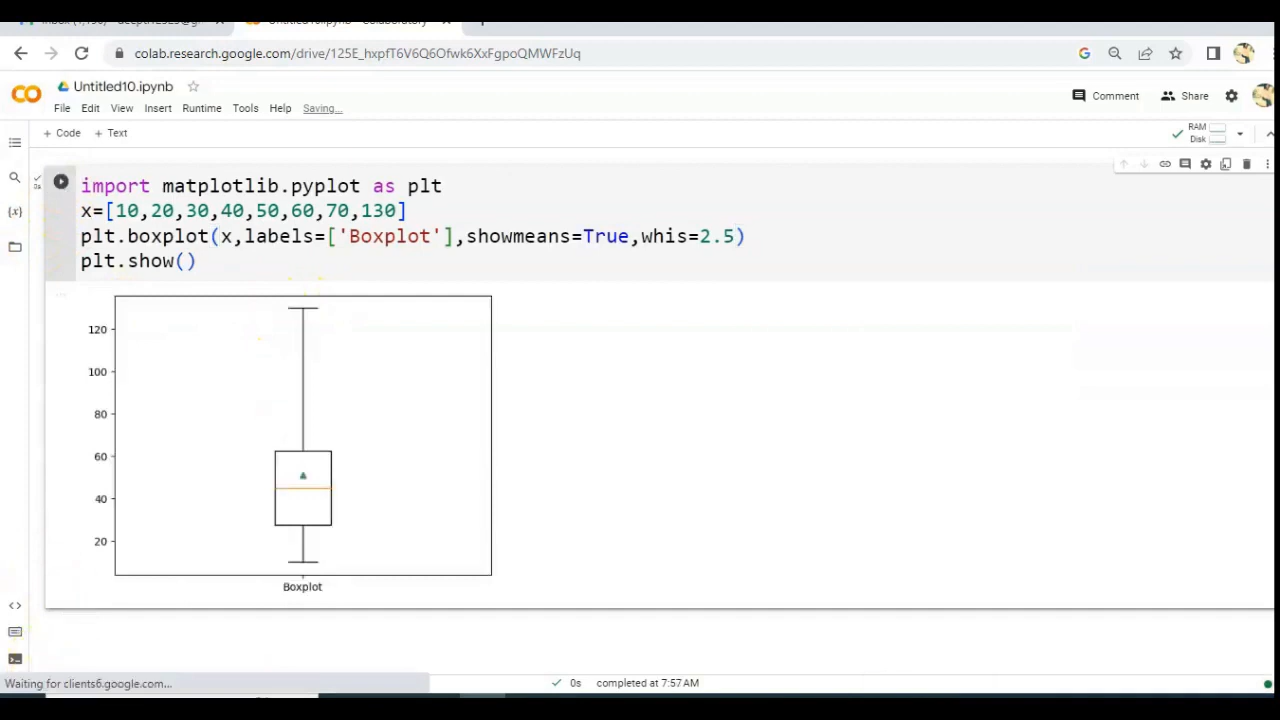 colab.research.google.com/drive/125E_hxpfT6V6Q6Ofwk6XxFgpoQMWFzUq
Untitled10.ipynb
Comment
Share
File Edit View Insert Runtime Tools Help Saving...
+ Code + Text
RAM
Disk
0s
import matplotlib.pyplot as plt
x=[10,20,30,40,50,60,70,130]
plt.boxplot(x,labels=['Boxplot'],showmeans=True,whis=2.5)
plt.show()
120
100
80
60
40
20
Boxplot
Waiting for clients6.google.com...
0s completed at 7:57AM